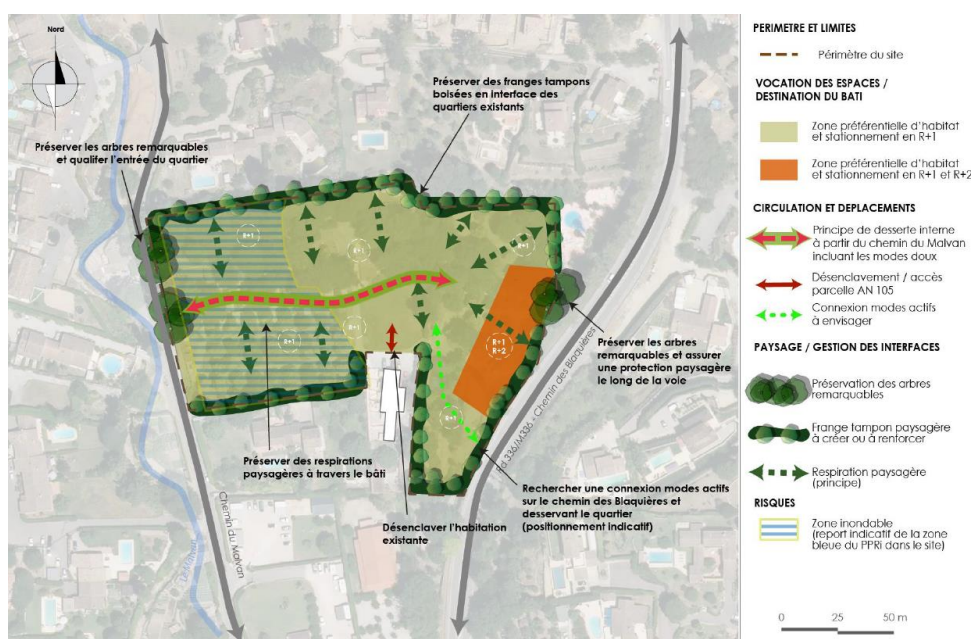 Nord
Préserver des franges tampons
boisées en interface des
quartiers existants
Préserver les arbres remarquables
et qualifer l'entrée du quartier
R+1
R+1
R+1
R+1
R+1
R+1
R+2
R+1
Préserver les arbres
remarquables et assurer
une protection paysagère
le long de la voie
Rd 336/M336 - Chemin des Blaquières
Préserver des respirations
paysagères à travers le bâti
Rechercher une connexion modes actifs
sur le chemin des Blaquières et
desservant le quartier
(positionnement indicatif)
Désenclaver l'habitation
existante
Chemin du Malvan
PERIMETRE ET LIMITES
Périmètre du site
VOCATION DES ESPACES /
DESTINATION DU BATI
Zone préférentielle d'habitat
et stationnement en R+1
Zone préférentielle d'habitat
et stationnement en R+1 et R+2
CIRCULATION ET DEPLACEMENTS
Principe de desserte interne
à partir du chemin du Malvan
incluant les modes doux
Désenclavement / accès
parcelle AN 105
Connexion modes actifs
à envisager
PAYSAGE / GESTION DES INTERFACES
Préservation des arbres
remarquables
Frange tampon paysagère
à créer ou à renforcer
Respiration paysagère
(principe)
RISQUES
Zone inondable
(report indicatif de la zone
bleue du PPRi dans le site)
0 25 50 m